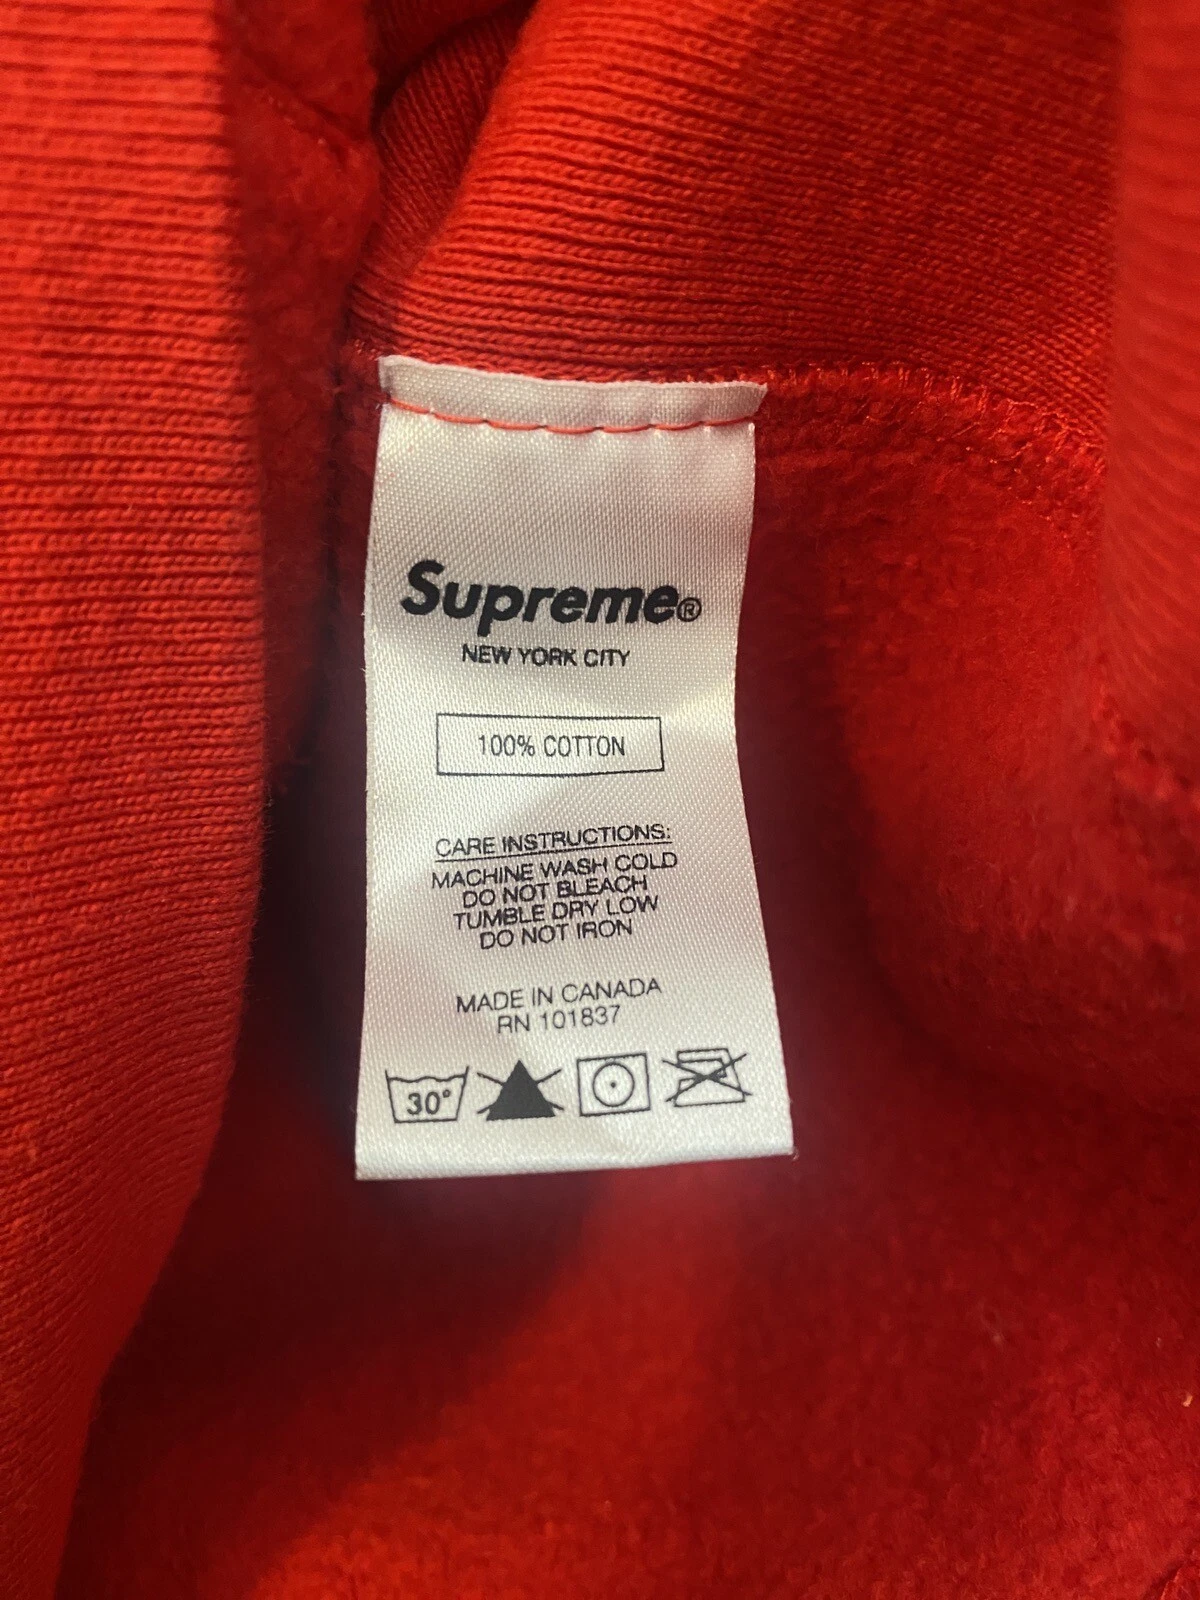 Supreme®
NEW YORK CITY
100% COTTON
CARE INSTRUCTIONS:
MACHINE WASH COLD
DO NOT BLEACH
TUMBLE DRY LOW
DO NOT IRON
MADE IN CANADA
RN 101837
30°